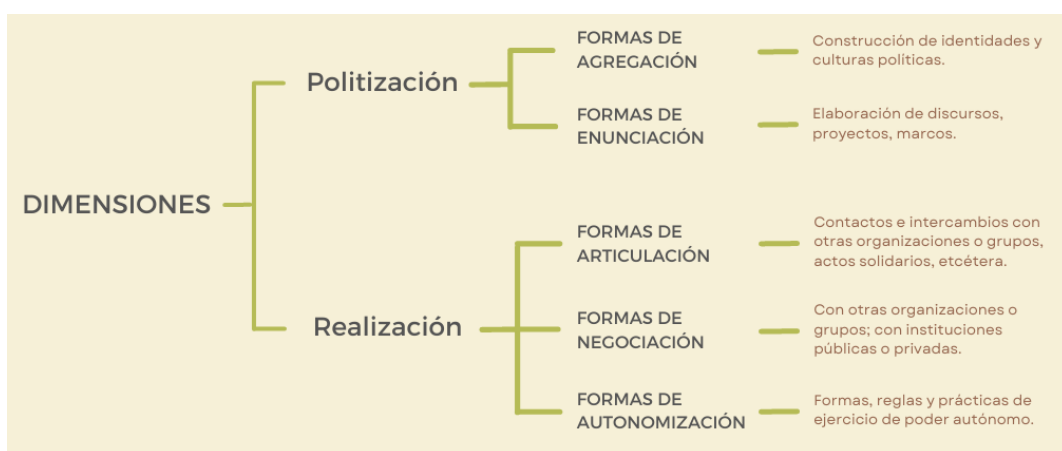 DIMENSIONES
Politización
FORMAS DE
AGREGACIÓN
Construcción de identidades y
culturas politicas.
FORMAS DE
ENUNCIACIÓN
Elaboración de discursos,
proyectos, marcos.
Realización
FORMAS DE
ARTICULACIÓN
Contactos e intercambios con
otras organizaciones o grupos,
actos solidarios, etcétera.
FORMAS DE
NEGOCIACIÓN
Con otras organizaciones o
grupos; con instituciones
públicas o privadas.
FORMAS DE
AUTONOMIZACIÓN
Formas, reglas y prácticas de
ejercicio de poder autónomo.